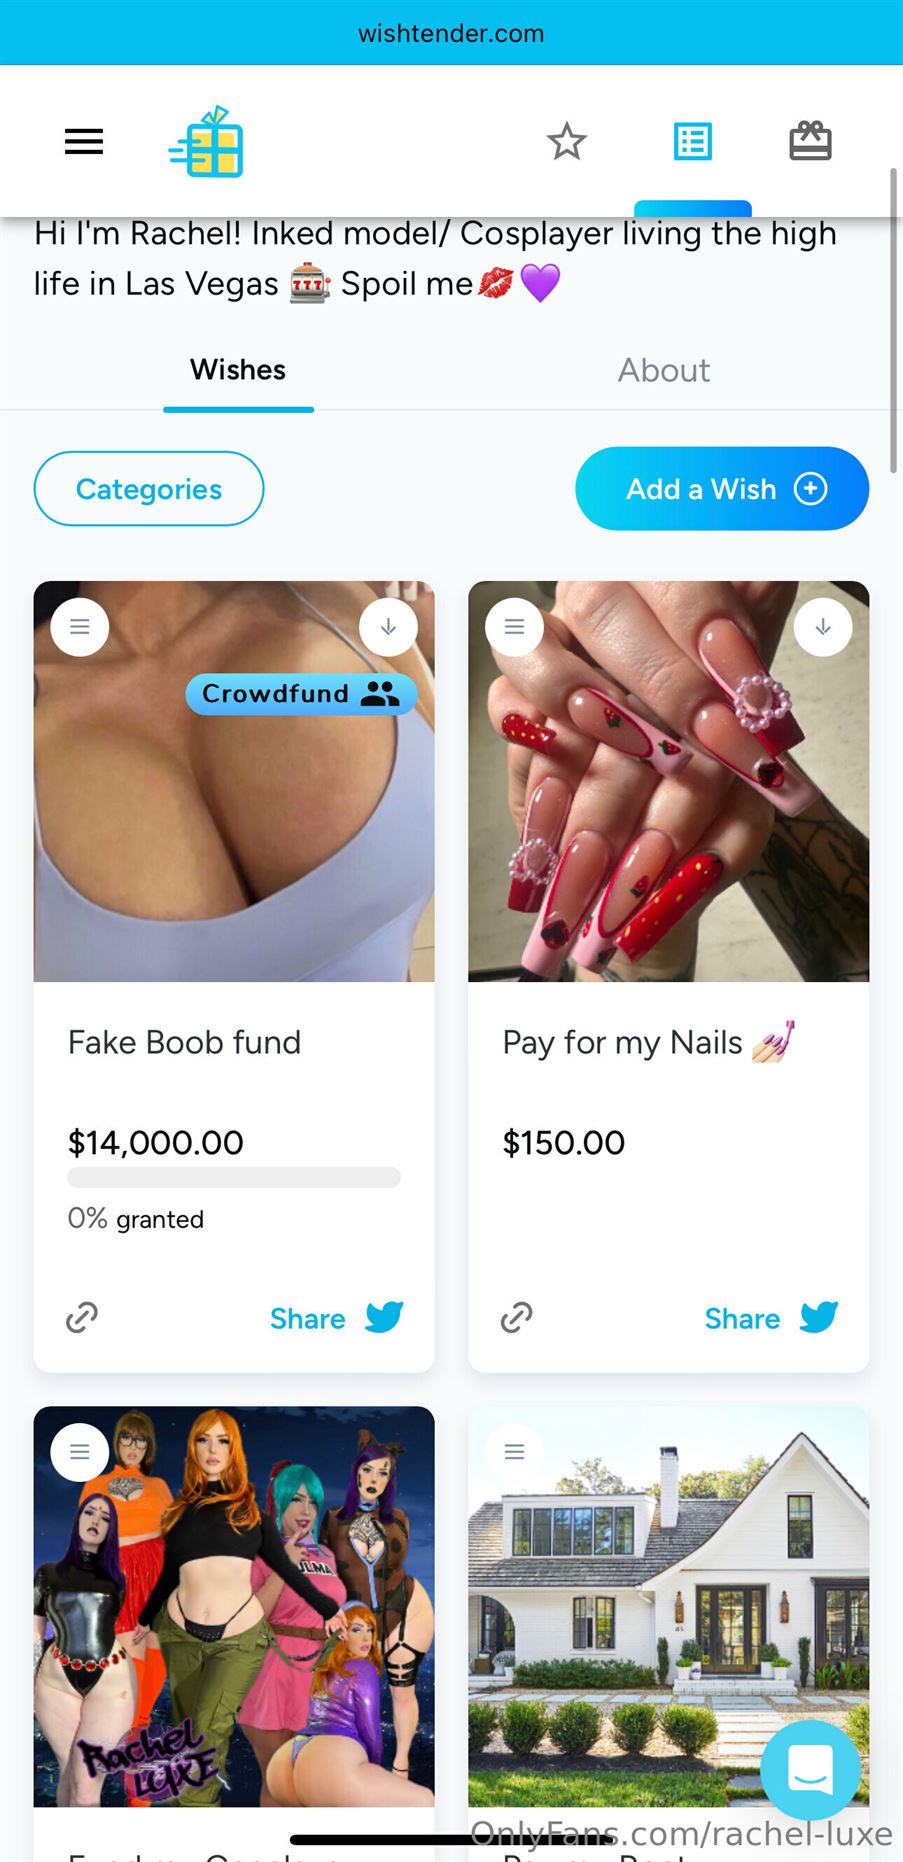 wishtender.com
Hi I'm Rachel! Inked model/ Cosplayer living the high
life in Las Vegas 🎰 Spoil me💋💜
Wishes
About
Categories
Add a Wish
Crowdfund
Fake Boob fund
$14,000.00
0% granted
Share
Pay for my Nails 💅🏻
$150.00
Share
Rachel
LUXE
OnlyFans.com/rachel-luxe